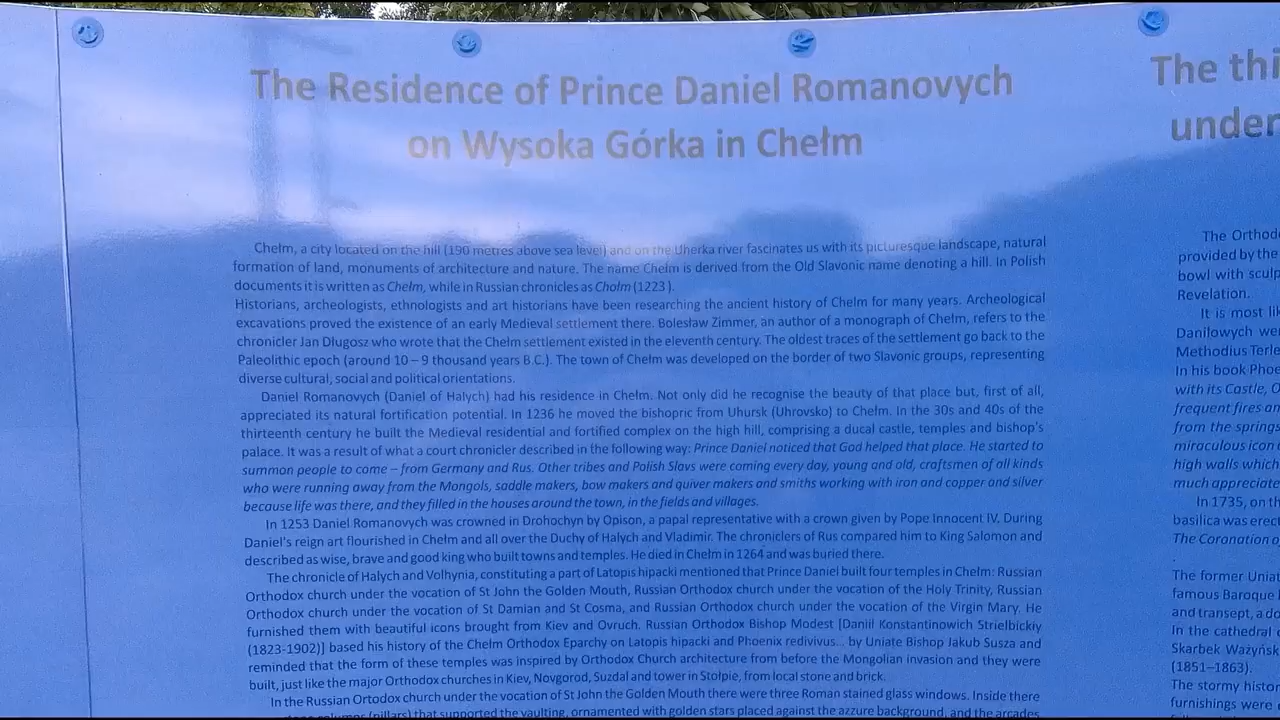 The Residence of Prince Daniel Romanovych
on Wysoka Górka in Chełm
Chełm, a city located on the hill (190 metres above sea level) and on the Uherka river fascinates us with its picturesque landscape, natural
formation of land, monuments of architecture and nature. The name Chełm is derived from the Old Slavonic name denoting a hill. In Polish
documents it is written as Chełm, while in Russian chronicles as Chołm (1223 ).
Historians, archeologists, ethnologists and art historians have been researching the ancient history of Chełm for many years. Archeological
excavations proved the existence of an early Medieval settlement there. Bolesław Zimmer, an author of a monograph of Chełm, refers to the
chronicler Jan Długosz who wrote that the Chełm settlement existed in the eleventh century. The oldest traces of the settlement go back to the
Paleolithic epoch (around 10 – 9 thousand years B.C.). The town of Chełm was developed on the border of two Slavonic groups, representing
diverse cultural, social and political orientations.
Daniel Romanovych (Daniel of Halych) had his residence in Chełm. Not only did he recognise the beauty of that place but, first of all,
appreciated its natural fortification potential. In 1236 he moved the bishopric from Uhursk (Uhrovsko) to Chełm. In the 30s and 40s of the
thirteenth century he built the Medieval residential and fortified complex on the high hill, comprising a ducal castle, temples and bishop's
palace. It was a result of what a court chronicler described in the following way: Prince Daniel noticed that God helped that place. He started to
summon people to come – from Germany and Rus. Other tribes and Polish Slavs were coming every day, young and old, craftsmen of all kinds
who were running away from the Mongols, saddle makers, bow makers and quiver makers and smiths working with iron and copper and silver
because life was there, and they filled in the houses around the town, in the fields and villages.
In 1253 Daniel Romanovych was crowned in Drohochyn by Opison, a papal representative with a crown given by Pope Innocent IV. During
Daniel's reign art flourished in Chełm and all over the Duchy of Halych and Vladimir. The chroniclers of Rus compared him to King Salomon and
described as wise, brave and good king who built towns and temples. He died in Chełm in 1264 and was buried there.
The chronicle of Halych and Volhynia, constituting a part of Latopis hipacki mentioned that Prince Daniel built four temples in Chełm: Russian
Orthodox church under the vocation of St John the Golden Mouth, Russian Orthodox church under the vocation of the Holy Trinity, Russian
Orthodox church under the vocation of St Damian and St Cosma, and Russian Orthodox church under the vocation of the Virgin Mary. He
furnished them with beautiful icons brought from Kiev and Ovruch. Russian Orthodox Bishop Modest [Daniil Konstantinowich Strielbickiy
(1823-1902)] based his history of the Chełm Orthodox Eparchy on Latopis hipacki and Phoenix redivivus... by Uniate Bishop Jakub Susza and
reminded that the form of these temples was inspired by Orthodox Church architecture from before the Mongolian invasion and they were
built, just like the major Orthodox churches in Kiev, Novgorod, Suzdal and tower in Stołpie, from local stone and brick.
In the Russian Ortodox church under the vocation of St John the Golden Mouth there were three Roman stained glass windows. Inside there
(pillars) that supported the vaulting, ornamented with golden stars placed against the azzure background, and the arcades
The thi
under
The Orthod
provided by the
bowl with sculp
Revelation.
It is most li
Daniłowych we
Methodius Terle
In his book Phoe
with its Castle, O
frequent fires an
from the springs
miraculous icon
high walls which
much appreciate
In 1735, on th
basilica was erec
The Coronation o
.
The former Uniat
famous Baroque
and transept, a do
In the cathedral
Skarbek Ważyńsk
(1851–1863).
The stormy histor
furnishings were